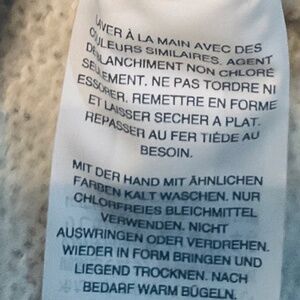 LAVER À LA MAIN AVEC DES
COULEURS SIMILAIRES. AGENT
DE BLANCHIMENT NON CHLORÉ
SEULEMENT. NE PAS TORDRE NI
ESSORER. REMETTRE EN FORME
ET LAISSER SECHER A PLAT.
REPASSER AU FER TIÉDE AU
BESOIN.
MIT DER HAND MIT ÄHNLICHEN
FARBEN KALT WASCHEN. NUR
CHLORFREIES BLEICHMITTEL
VERWENDEN. NICHT
AUSWRINGEN ODER VERDREHEN.
WIEDER IN FORM BRINGEN UND
LIEGEND TROCKNEN. NACH
BEDARF WARM BÜGELN.